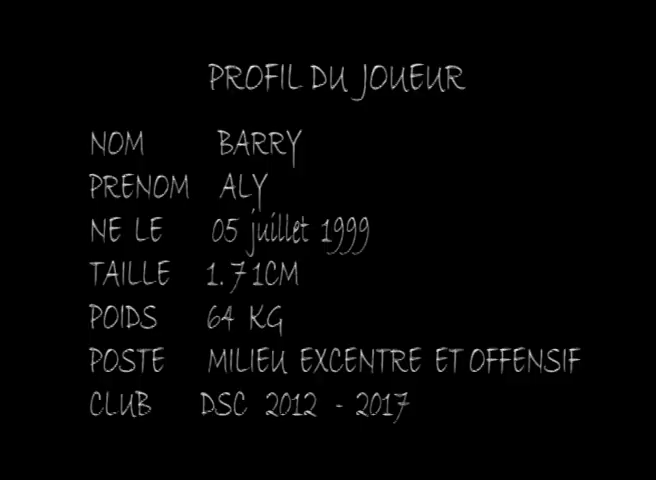 PROFIL DU JOUEUR
NOM BARRY
PRENOM ALY
NE LE 05 juillet 1999
TAILLE 1.71CM
POIDS 64 KG
POSTE MILIEU EXCENTRE ET OFFENSIF
CLUB DSC 2012 - 2017